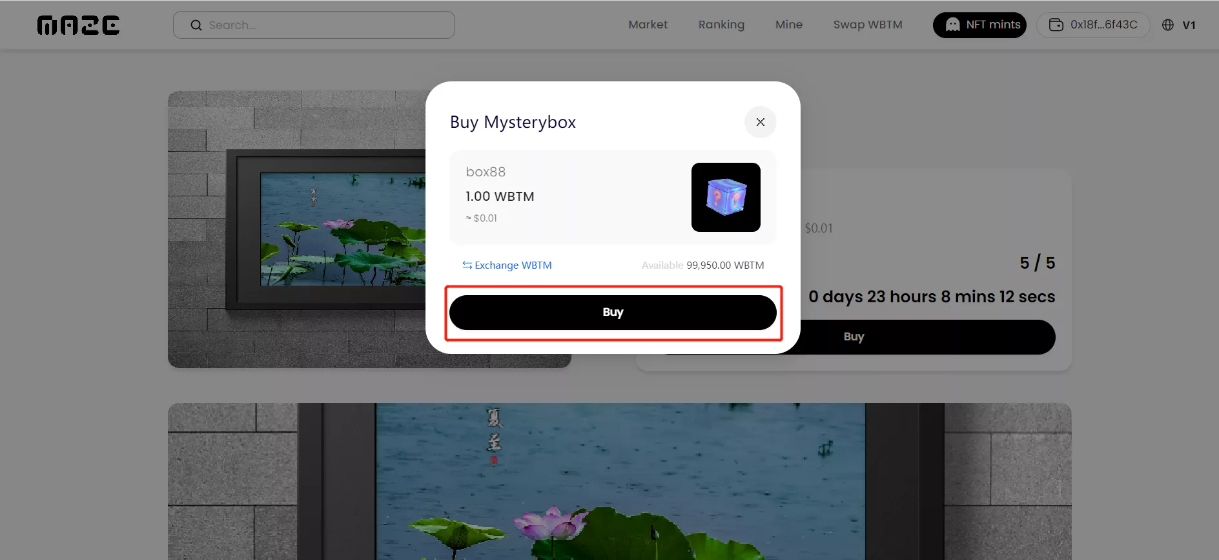 MAZE
Search...
Market
Ranking
Mine
Swap WBTM
NFT mints
0x18f...6f43C
V1
Buy Mysterybox
box88
1.00 WBTM
~ $0.01
Exchange WBTM
Available 99,950.00 WBTM
Buy
$0.01
5 / 5
0 days 23 hours 8 mins 12 secs
Buy
夏
至